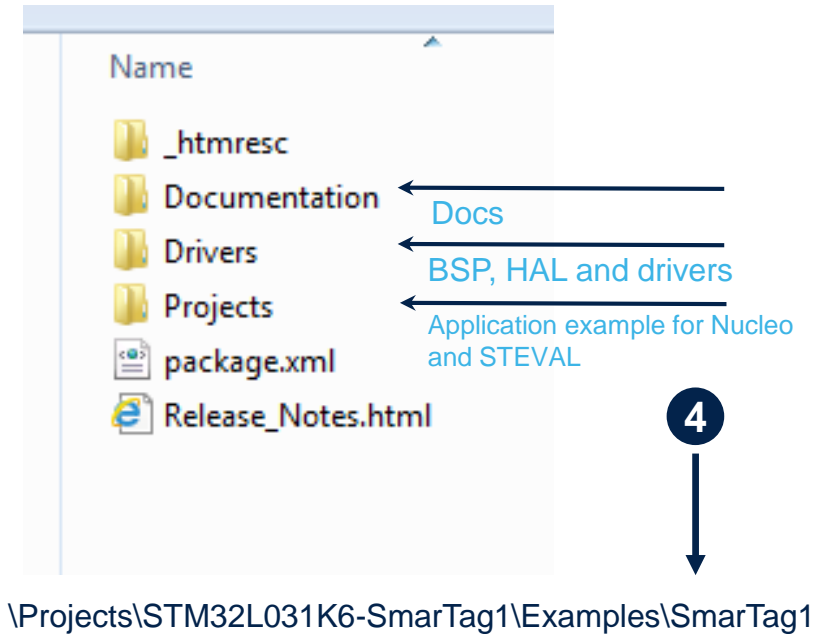 Name
_htmresc
Documentation
Docs
Drivers
BSP, HAL and drivers
Projects
Application example for Nucleo
and STEVAL
package.xml
Release_Notes.html
4
\Projects\STM32L031K6-SmarTag1\Examples\SmarTag1